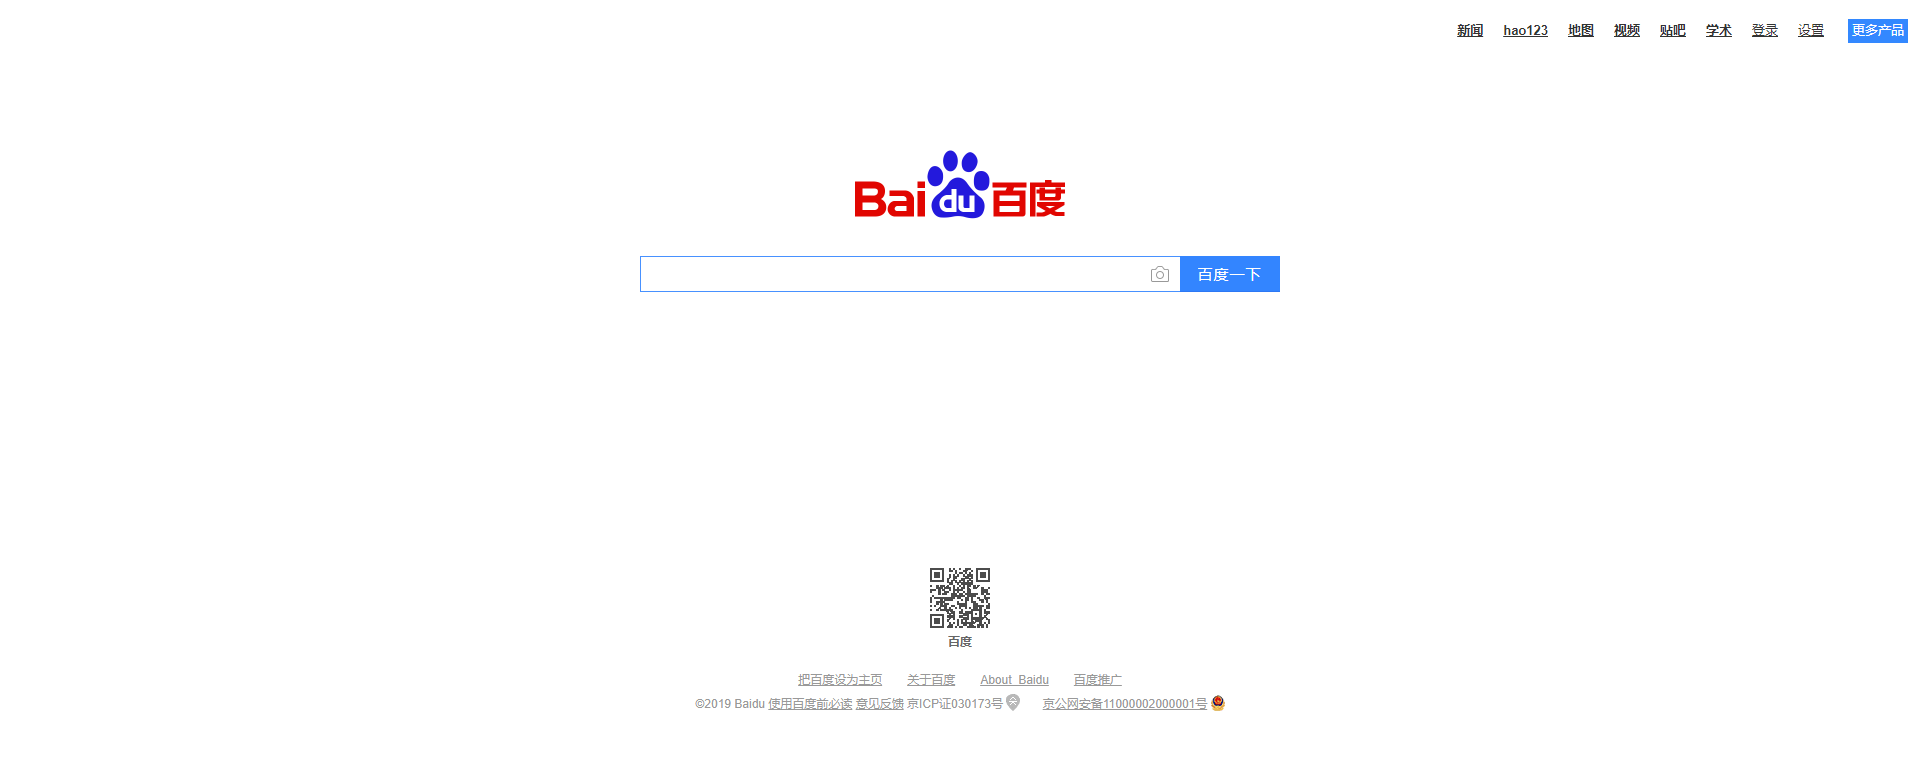 新闻 hao123 地图 视频 贴吧 学术 登录 设置 更多产品
Bai du 百度
百度一下
百度
把百度设为主页 关于百度 About Baidu 百度推广
©2019 Baidu 使用百度前必读 意见反馈 京ICP证030173号 京公网安备11000002000001号